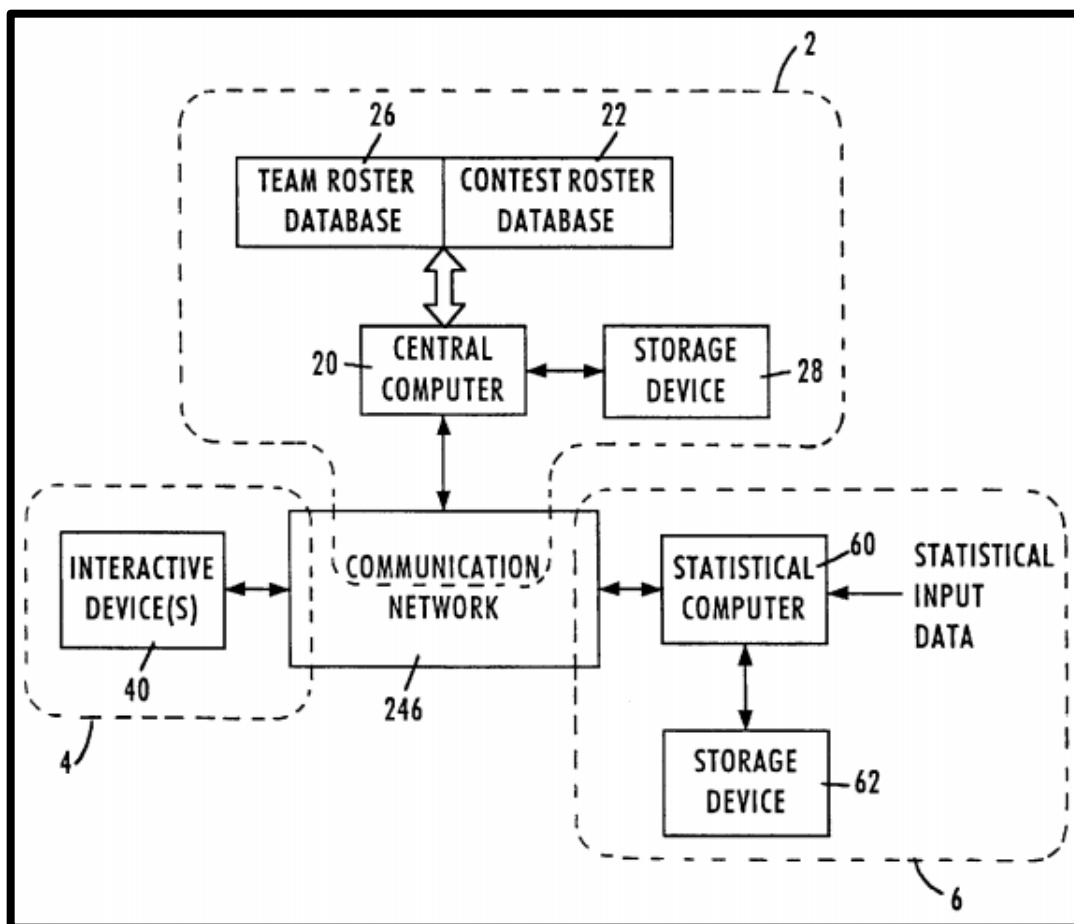 2
26
22
TEAM ROSTER
DATABASE
CONTEST ROSTER
DATABASE
20
CENTRAL
COMPUTER
STORAGE
DEVICE
28
INTERACTIVE
DEVICE(S)
40
4
COMMUNICATION
NETWORK
246
STATISTICAL
COMPUTER
60
STATISTICAL
INPUT
DATA
STORAGE
DEVICE
62
6